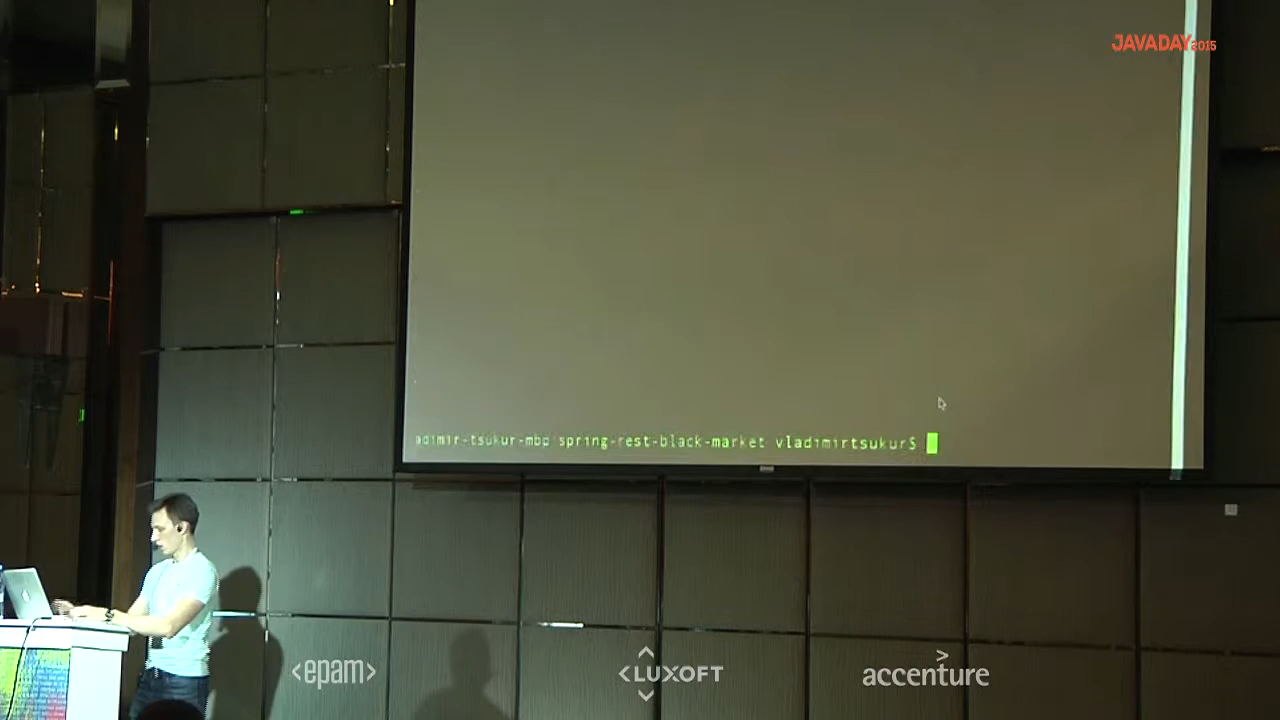 JAVADAY2015
adimir-tsukur-mbp:spring-rest-black-market vladimirtsukur$
<epam>
<LUXOFT
accenture